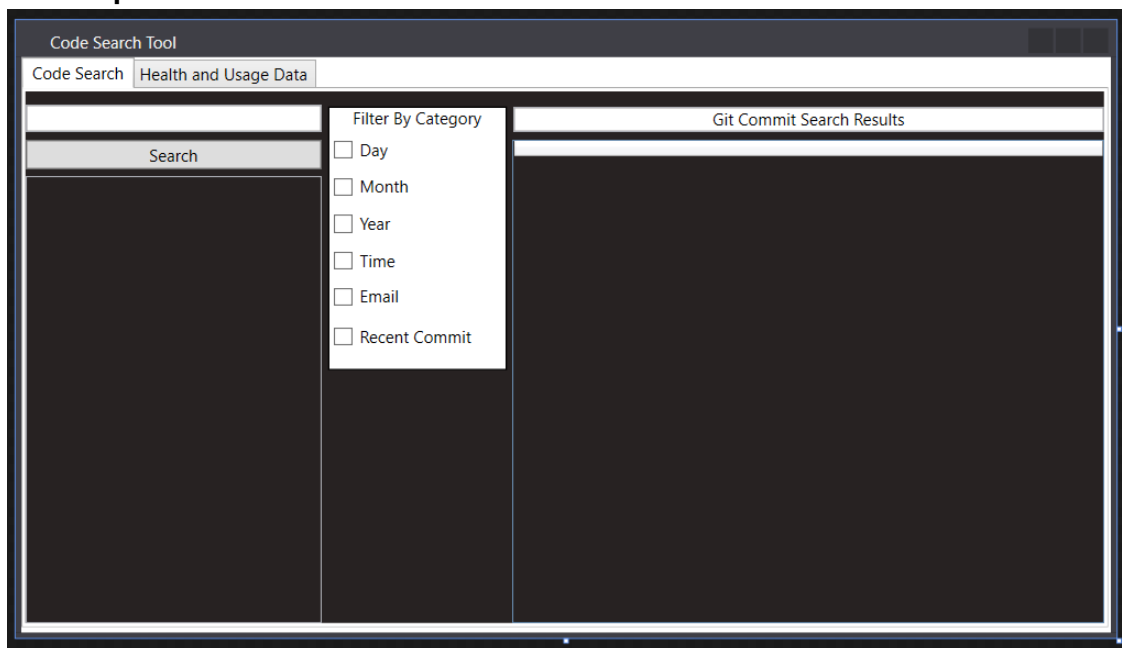 Code Search Tool
Code Search
Health and Usage Data
Filter By Category
Git Commit Search Results
Search
Day
Month
Year
Time
Email
Recent Commit